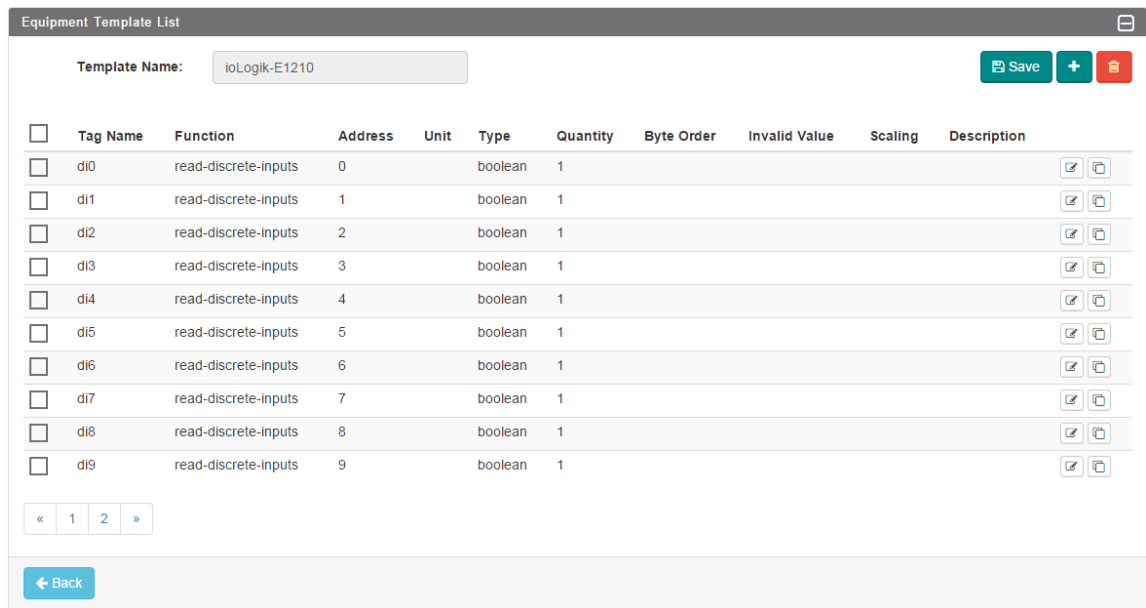 Equipment Template List
Template Name: ioLogik-E1210 Save
Tag Name Function Address Unit Type Quantity Byte Order Invalid Value Scaling Description
di0 read-discrete-inputs 0 boolean 1
di1 read-discrete-inputs 1 boolean 1
di2 read-discrete-inputs 2 boolean 1
di3 read-discrete-inputs 3 boolean 1
di4 read-discrete-inputs 4 boolean 1
di5 read-discrete-inputs 5 boolean 1
di6 read-discrete-inputs 6 boolean 1
di7 read-discrete-inputs 7 boolean 1
di8 read-discrete-inputs 8 boolean 1
di9 read-discrete-inputs 9 boolean 1
« 1 2 »
Back